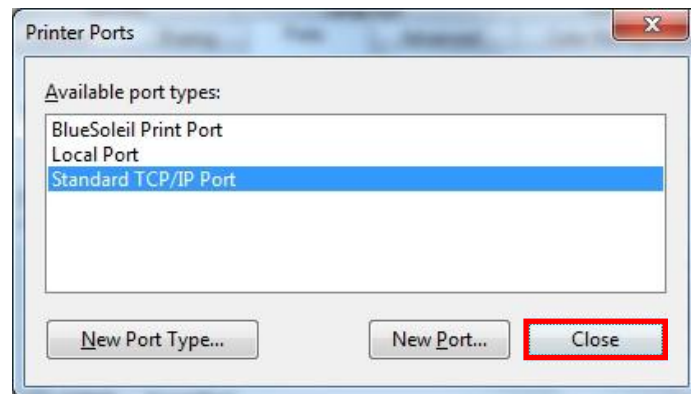 Printer Ports
Available port types:
BlueSoleil Print Port
Local Port
Standard TCP/IP Port
New Port Type...
New Port...
Close